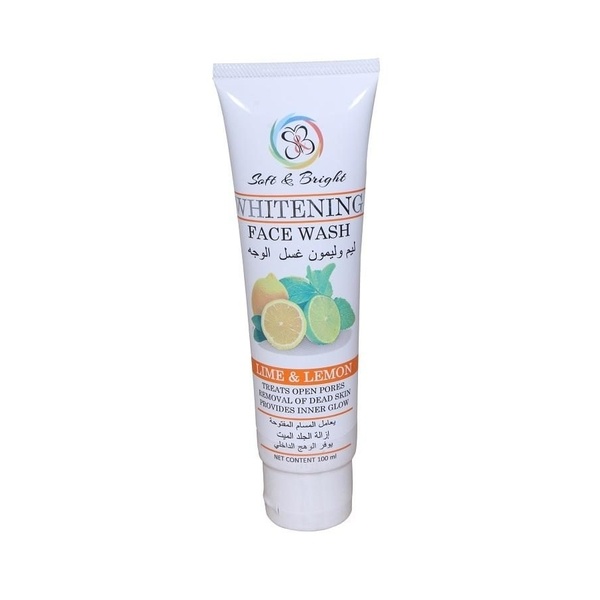 Soft & Bright
WHITENING
FACE WASH
ليم وليمون غسل الوجه
LIME & LEMON
TREATS OPEN PORES
REMOVAL OF DEAD SKIN
PROVIDES INNER GLOW
يعامل المسام المفتوحة
إزالة الجلد الميت
يوفر الوهج الداخلي
NET CONTENT 100 ml